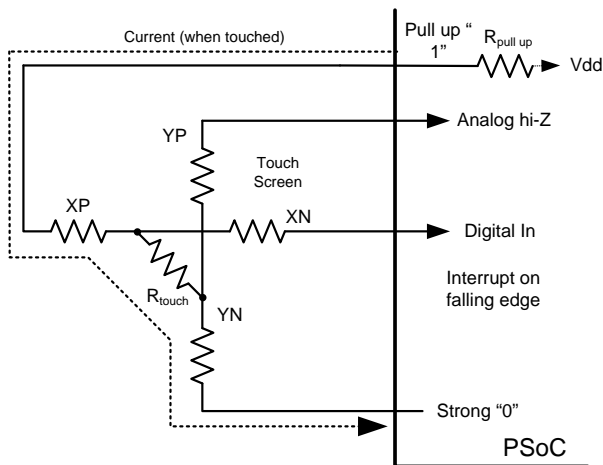 Current (when touched)
Pull up “
1”
Rpull up
Vdd
YP
Analog hi-Z
Touch
Screen
XP
XN
Digital In
Rtouch
YN
Interrupt on
falling edge
Strong “0”
PSoC